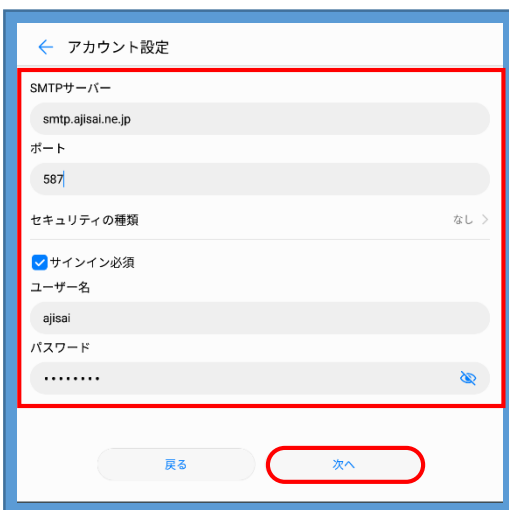 アカウント設定
SMTPサーバー
smtp.ajisai.ne.jp
ポート
587
セキュリティの種類 なし
サインイン必須
ユーザー名
ajisai
パスワード
••••••••
戻る 次へ